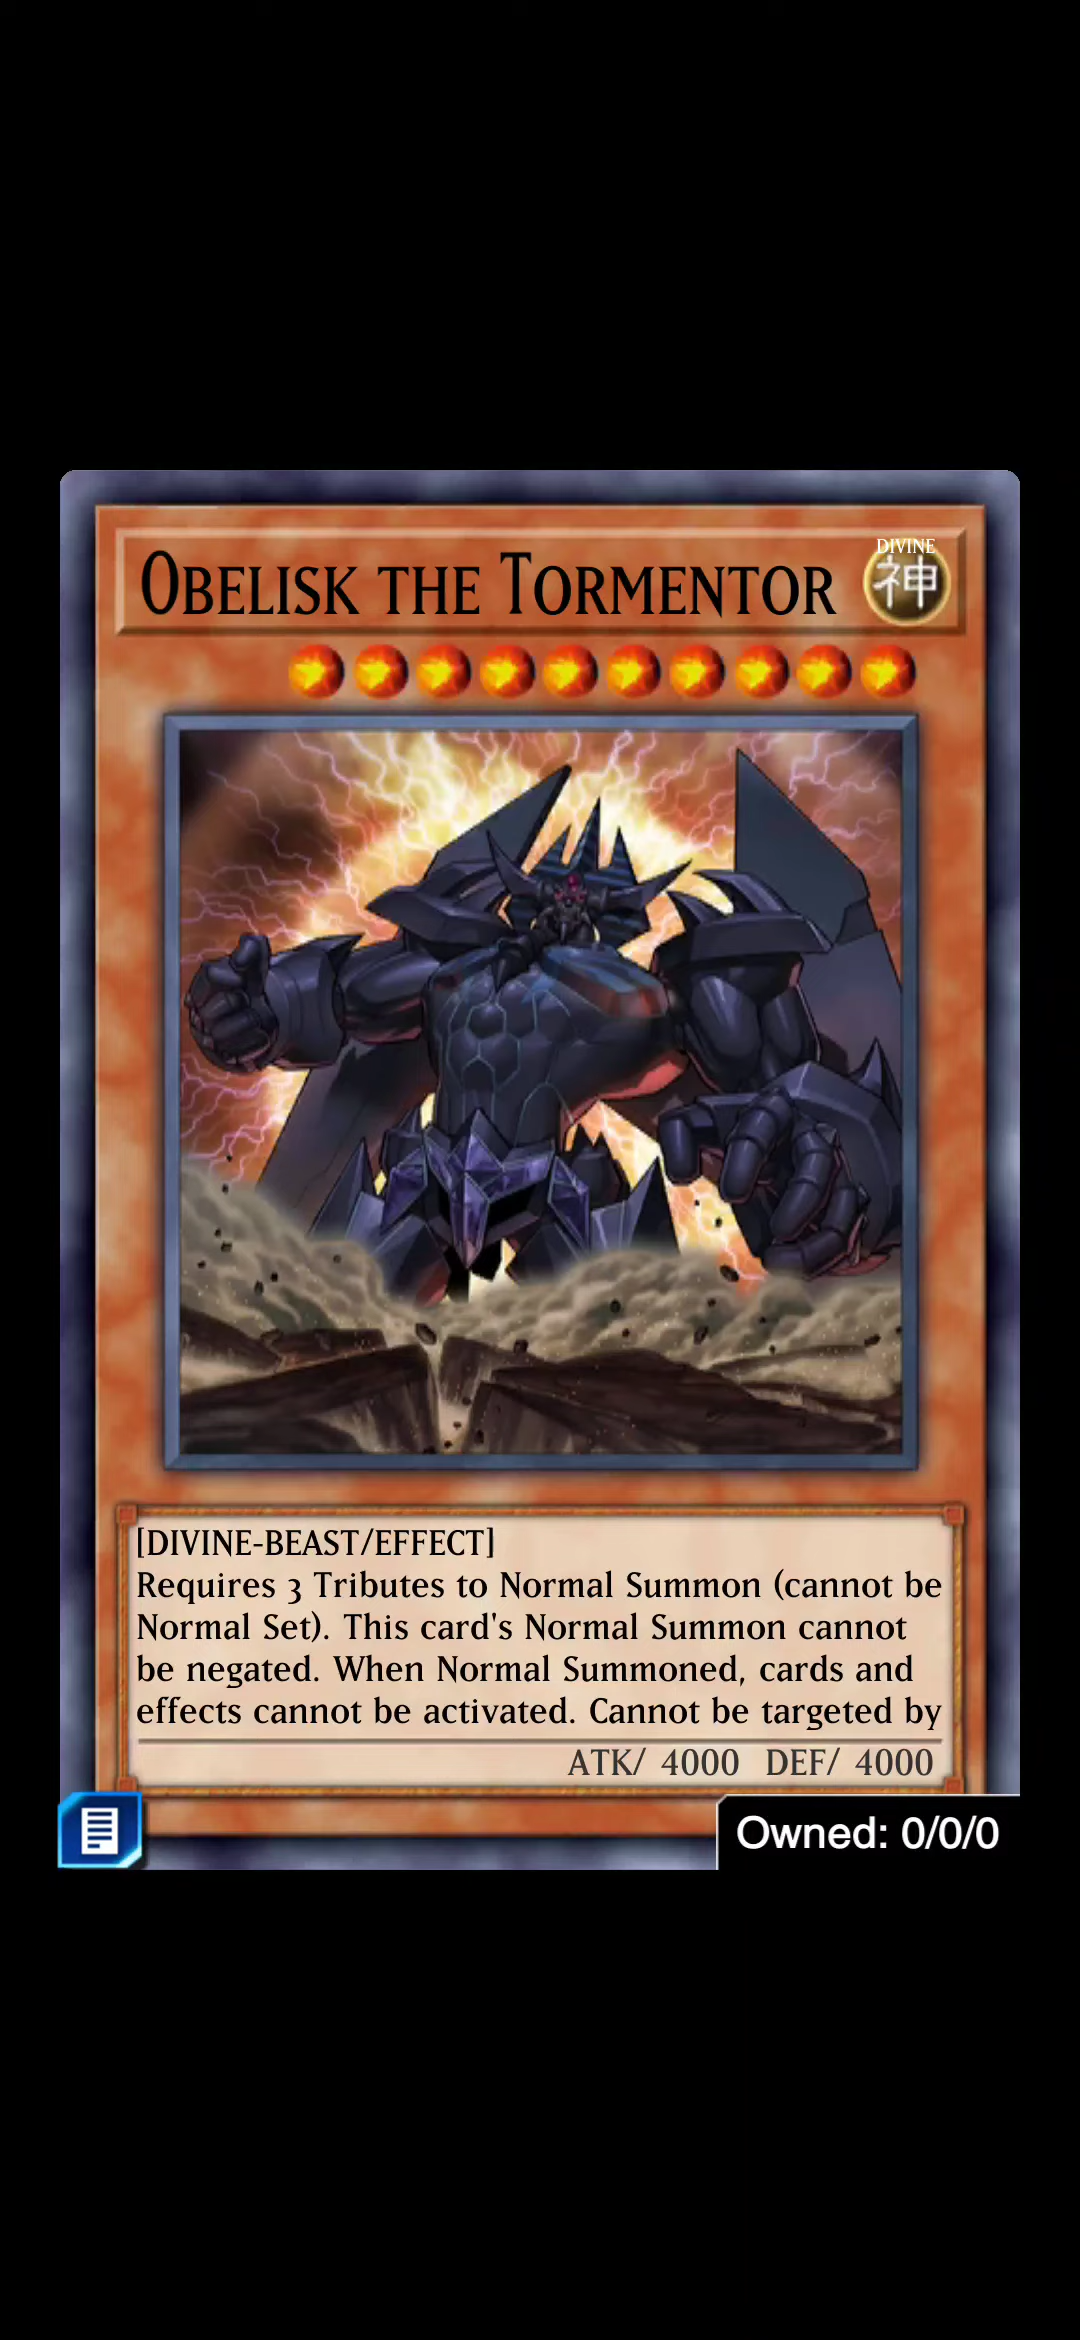 Obelisk the Tormentor
DIVINE
神
[DIVINE-BEAST/EFFECT]
Requires 3 Tributes to Normal Summon (cannot be
Normal Set). This card's Normal Summon cannot
be negated. When Normal Summoned, cards and
effects cannot be activated. Cannot be targeted by
ATK/ 4000 DEF/ 4000
Owned: 0/0/0